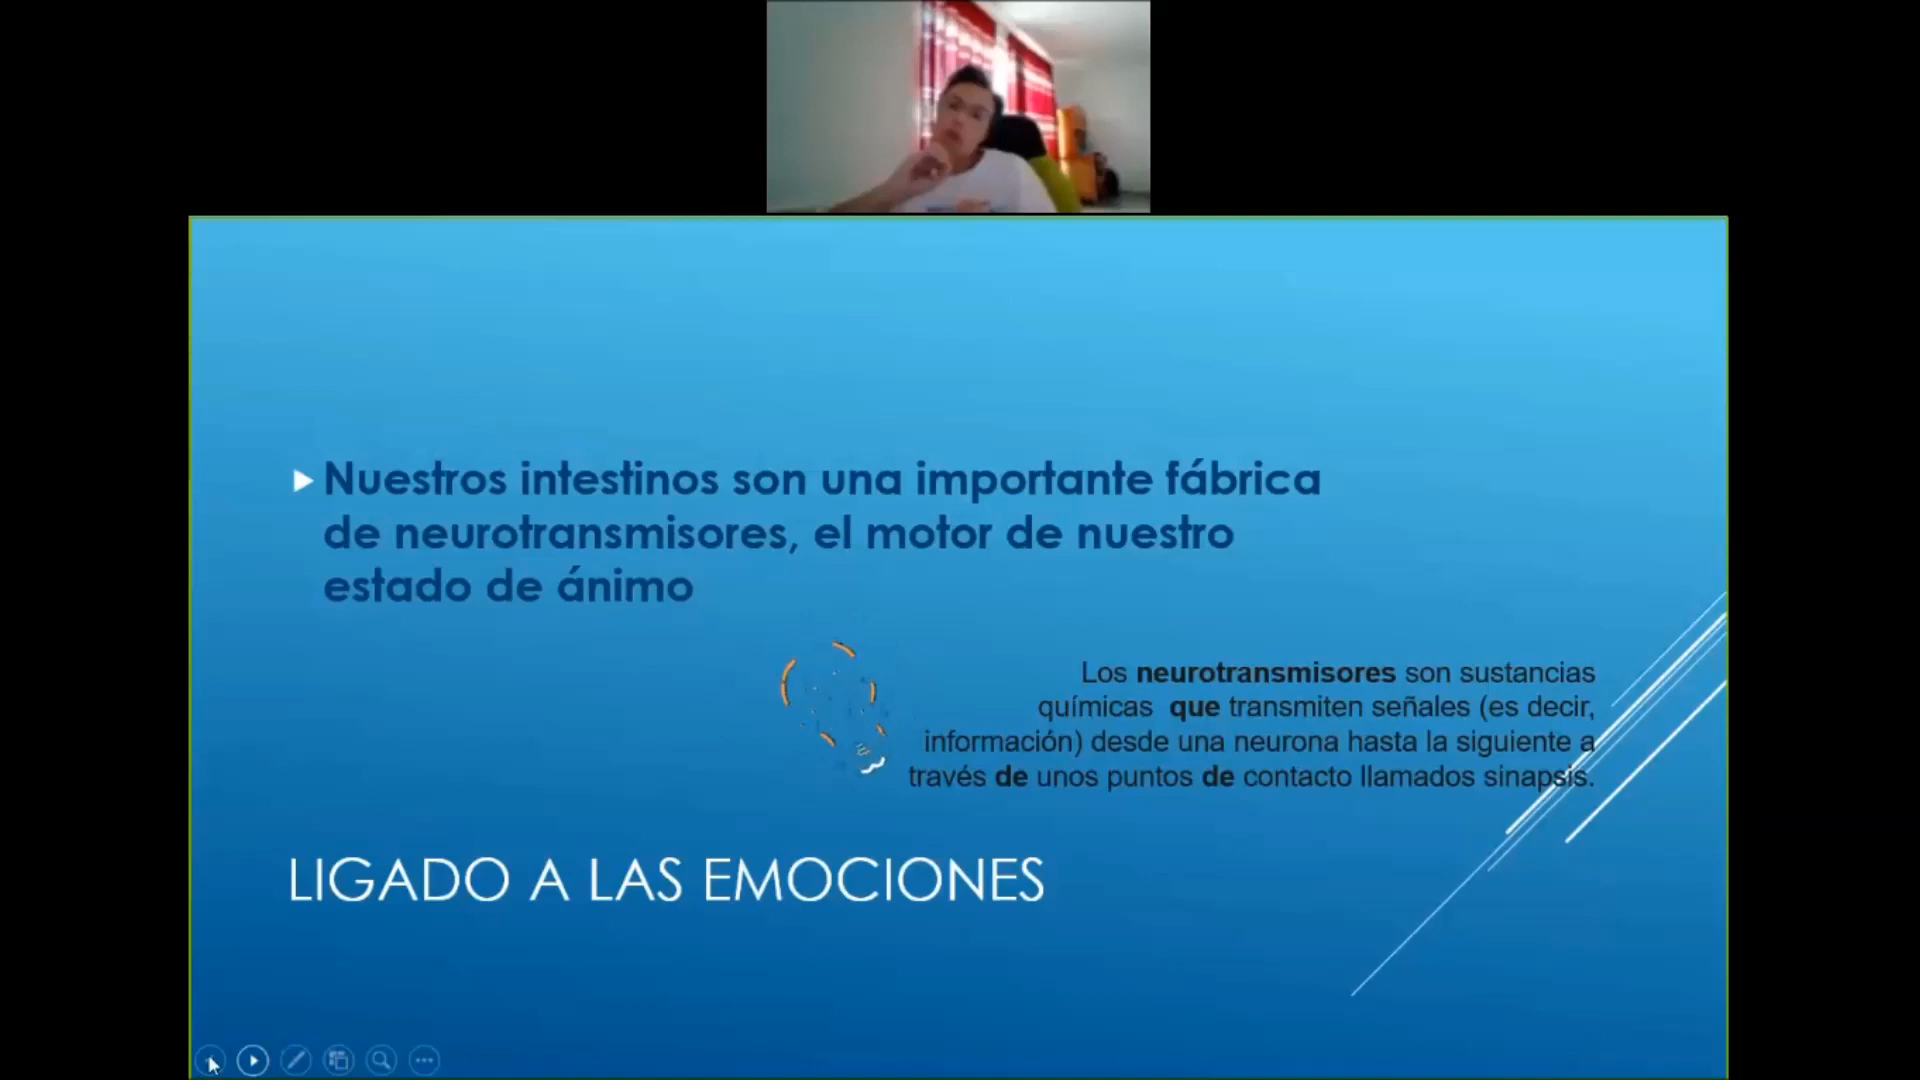 Nuestros intestinos son una importante fábrica
de neurotransmisores, el motor de nuestro
estado de ánimo
Los neurotransmisores son sustancias
químicas que transmiten señales (es decir,
información) desde una neurona hasta la siguiente a
través de unos puntos de contacto llamados sinapsis.
LIGADO A LAS EMOCIONES